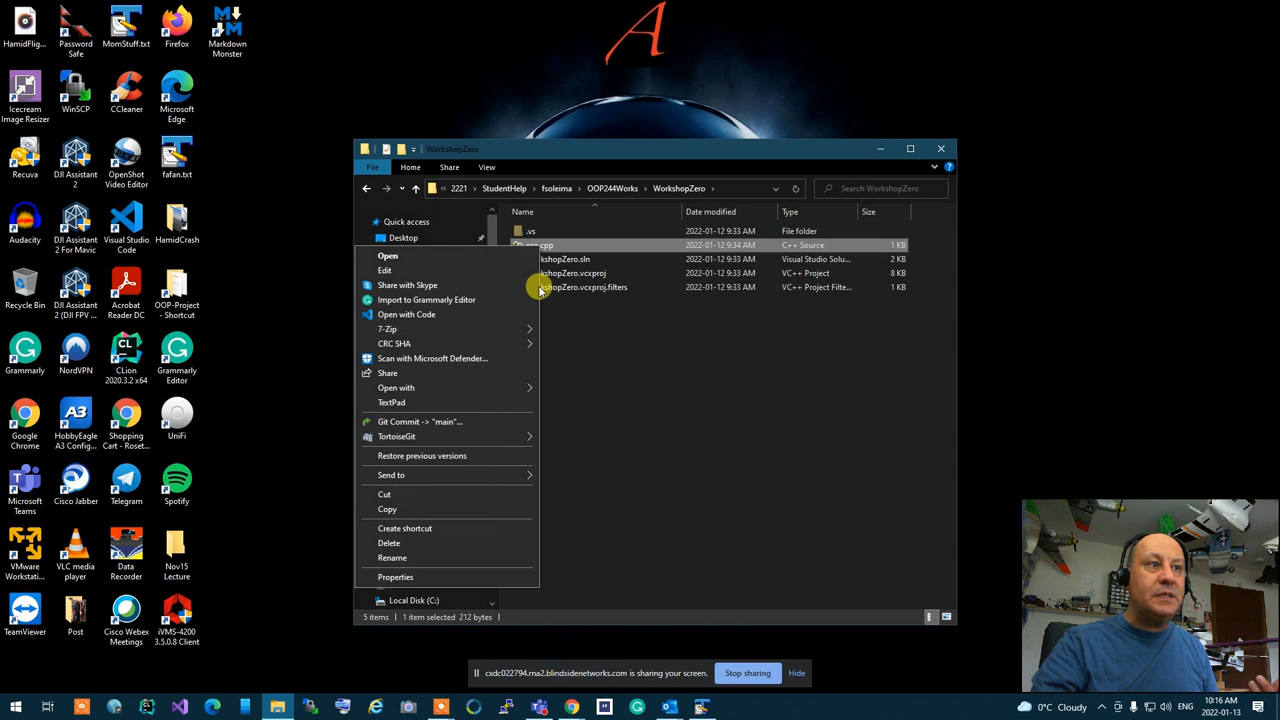 HamidFlig...
Password
Safe
MomStuff.txt
Firefox
Markdown
Monster
A
Icecream
Image Resizer
WinSCP
CCleaner
Microsoft
Edge
Recuva
DJI Assistant
2
OpenShot
Video Editor
fafan.txt
Audacity
DJI Assistant
2 For Mavic
Visual Studio
Code
HamidCrash
Recycle Bin
DJI Assistant
2 (DJI FPV ...
Acrobat
Reader DC
OOP-Project
Construction
Grammarly
NordVPN
CLion
2020.3.2 x64
Grammarly
Editor
Google
Chrome
HobbyEagle
A3 Config...
Shopping
Cart - Roset...
UniFi
Microsoft
Teams
Cisco Jabber
Telegram
Spotify
VMware
Workstati...
VLC media
player
Data
Recorder
Nov15
Lecture
TeamViewer
Post
Cisco Webex
Meetings
iVMS-4200
3.5.0.8 Client
WorkshopZero
File
Home
Share
View
2221 > StudentHelp > fsoleima > OOP244Works > WorkshopZero >
Search WorkshopZero
Quick access
Desktop
Local Disk (C:)
Name
Date modified
Type
Size
.vs
2022-01-12 9:33 AM
File folder
.cpp
2022-01-12 9:34 AM
C++ Source
1 KB
kshopZero.sln
2022-01-12 9:33 AM
Visual Studio Solu...
2 KB
kshopZero.vcxproj
2022-01-12 9:33 AM
VC++ Project
8 KB
kshopZero.vcxproj.filters
2022-01-12 9:33 AM
VC++ Project Filte...
1 KB
Open
Edit
Share with Skype
Import to Grammarly Editor
Open with Code
7-Zip
CRC SHA
Scan with Microsoft Defender...
Share
Open with
TextPad
Git Commit -> "main"...
TortoiseGit
Restore previous versions
Send to
Cut
Copy
Create shortcut
Delete
Rename
Properties
5 items
1 item selected 212 bytes
cxdc022794.rna2.blindsidenetworks.com is sharing your screen.
Stop sharing
Hide
ENG
10:16 AM
2022-01-13
0°C Cloudy